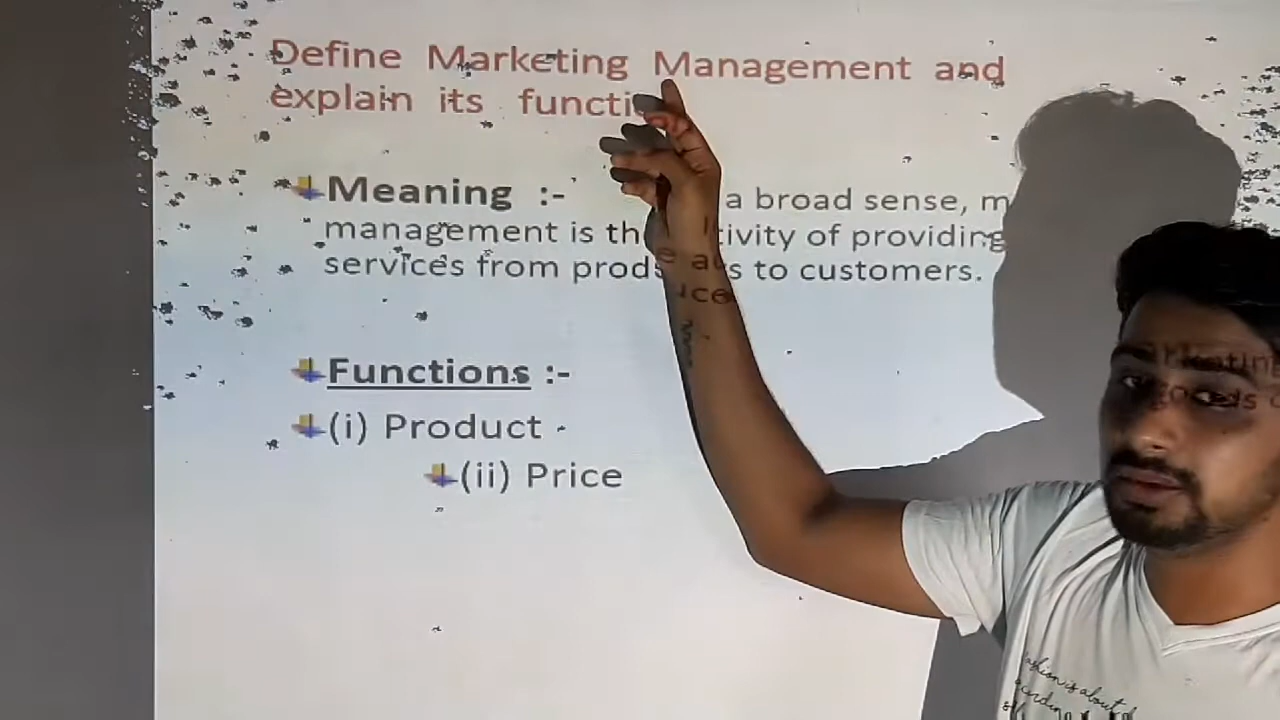 Define Marketing Management and
explain its functi
Meaning :- a broad sense, m
management is th tivity of providing
services from prod s to customers.
Functions :-
(i) Product -
(ii) Price